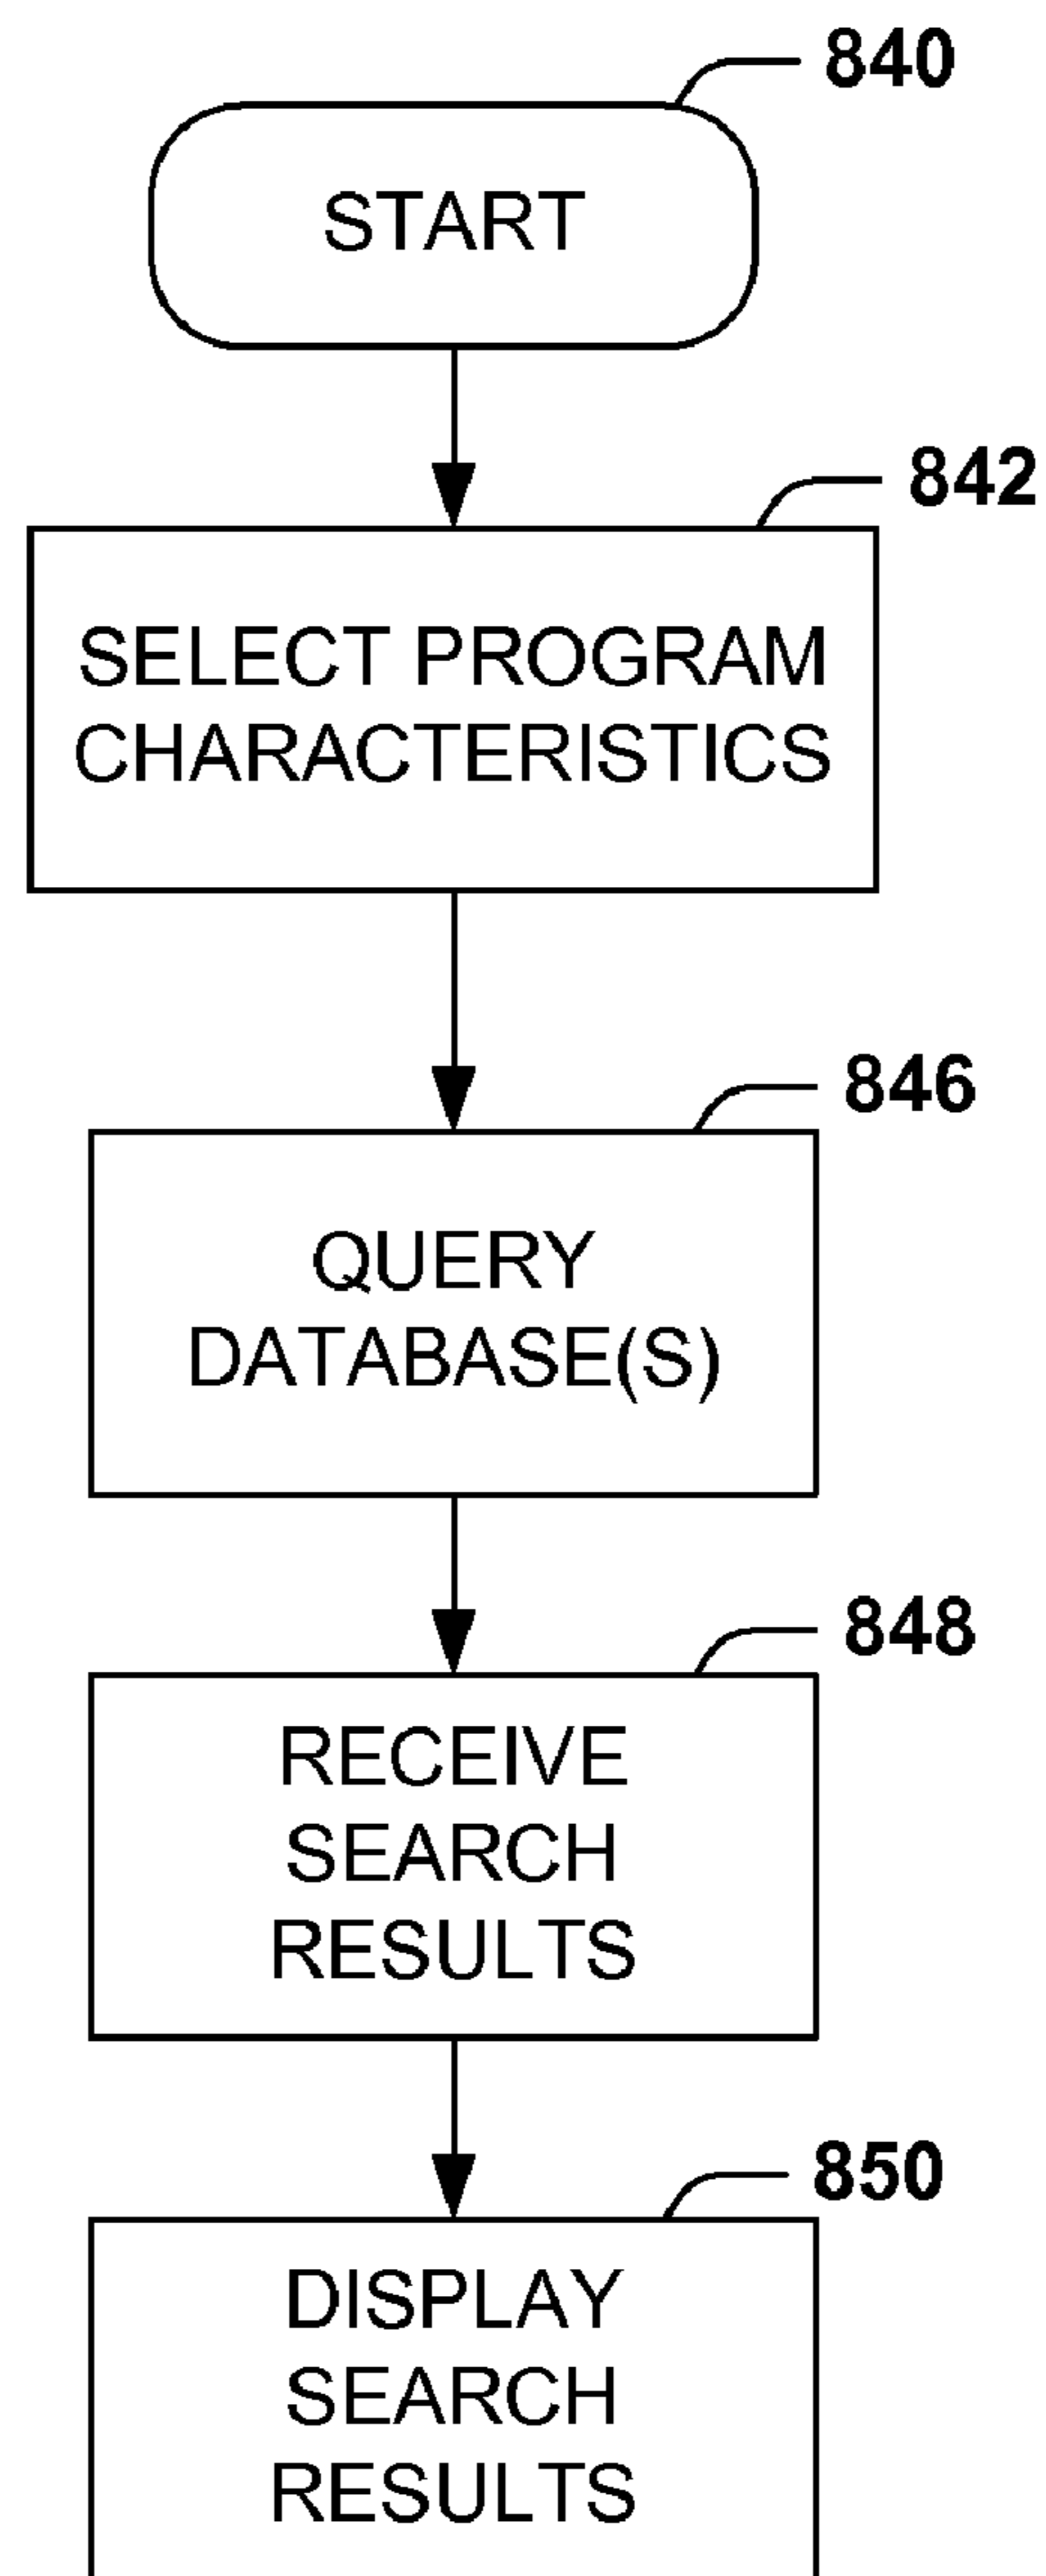 840
START
842
SELECT PROGRAM
CHARACTERISTICS
846
QUERY
DATABASE(S)
848
RECEIVE
SEARCH
RESULTS
850
DISPLAY
SEARCH
RESULTS